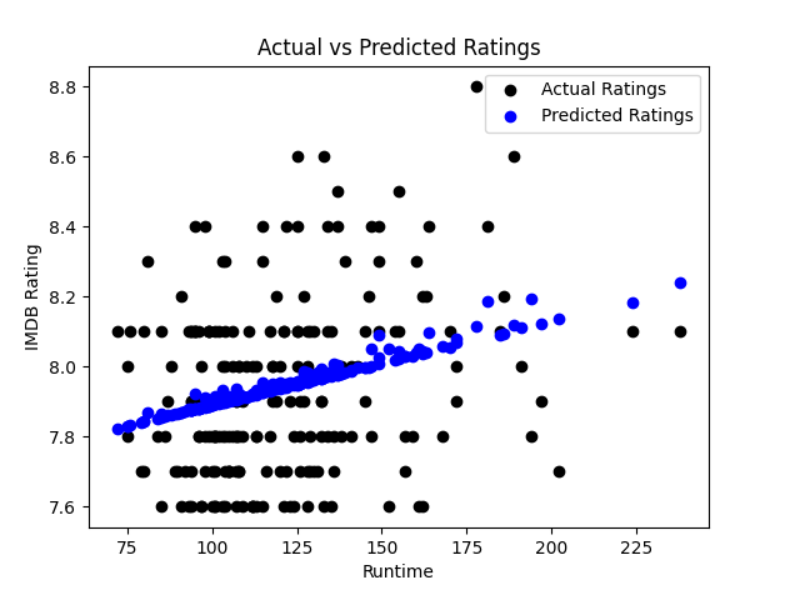 Actual vs Predicted Ratings
Actual Ratings
Predicted Ratings
8.8
8.6
8.4
8.2
8.0
7.8
7.6
IMDB Rating
75 100 125 150 175 200 225
Runtime